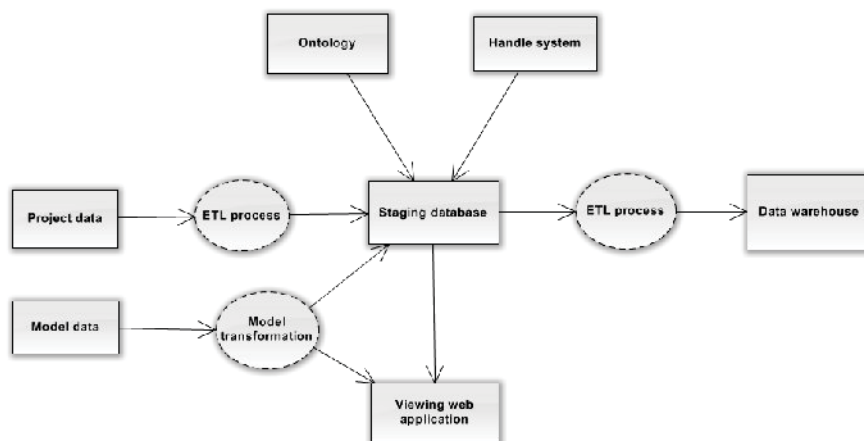 Ontology
Handle system
Project data
ETL process
Staging database
ETL process
Data warehouse
Model data
Model
transformation
Viewing web
application